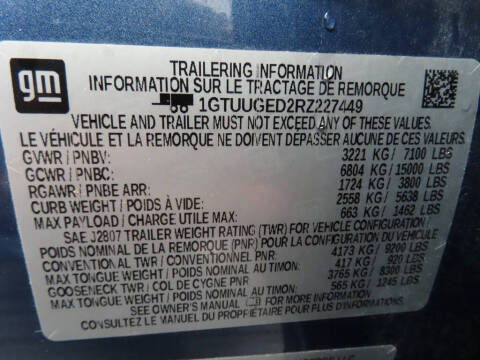 gm
TRAILERING INFORMATION
INFORMATION SUR LE TRACTAGE DE REMORQUE
1GTUUGED2RZ227449
VEHICLE AND TRAILER MUST NOT EXCEED ANY OF THESE VALUES
LE VÉHICULE ET LA REMORQUE NE DOIVENT DÉPASSER AUCUNE DE CES VALEURS.
GVWR / PNBV: 3221 KG / 7100 LBS
GCWR / PNBC: 6804 KG / 15000 LBS
RGAWR / PNBE ARR: 1724 KG / 3800 LBS
CURB WEIGHT / POIDS À VIDE: 2558 KG / 5638 LBS
MAX PAYLOAD / CHARGE UTILE MAX: 663 KG / 1462 LBS
SAE J2807 TRAILER WEIGHT RATING (TWR) FOR VEHICLE CONFIGURATION /
POIDS NOMINAL DE LA REMORQUE (PNR) POUR LA CONFIGURATION DU VÉHICULE
CONVENTIONAL TWR / CONVENTIONNEL PNR: 4173 KG / 9200 LBS
MAX TONGUE WEIGHT / POIDS NOMINAL AU TIMON: 417 KG / 920 LBS
GOOSENECK TWR / COL DE CYGNE PNR 3765 KG / 8300 LBS
MAX TONGUE WEIGHT / POIDS NOMINAL AU TIMON: 565 KG / 1245 LBS
SEE OWNER'S MANUAL FOR MORE INFORMATION
CONSULTEZ LE MANUEL DU PROPRIÉTAIRE POUR PLUS D'INFORMATION